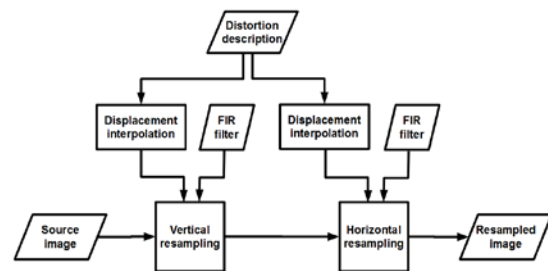 Distortion
description
Displacement
interpolation
FIR
filter
Displacement
interpolation
FIR
filter
Source
image
Vertical
resampling
Horizontal
resampling
Resampled
image